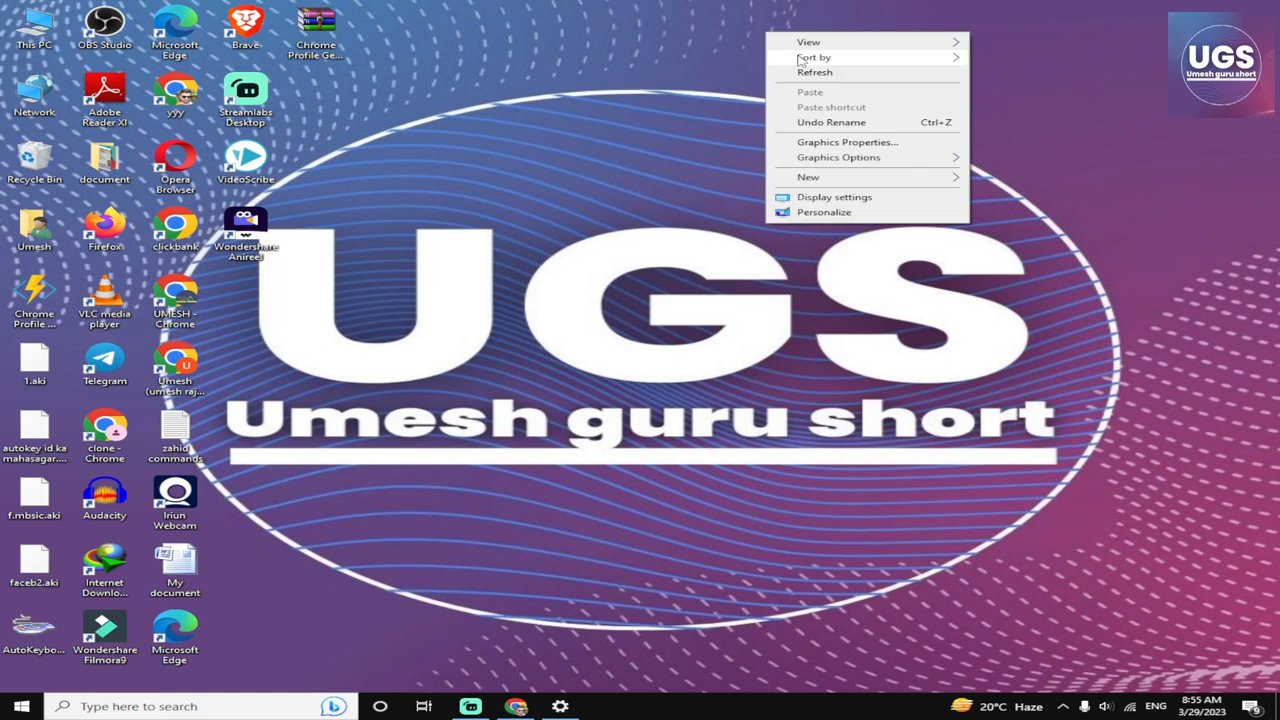 This PC
OBS Studio
Microsoft
Edge
Brave
Chrome
Profile Ge...
Network
Adobe
Reader XI
yyy
Streamlabs
Desktop
Recycle Bin
document
Opera
Browser
VideoScribe
Umesh
Firefox
clickbank
Wondershare
Anireel
Chrome
Profile ...
VLC media
player
UMESH -
Chrome
1.aki
Telegram
Umesh
(umesh raj...
autokey id ka
mahasagar....
clone -
Chrome
zahid
commands
f.mbsic.aki
Audacity
Iriun
Webcam
faceb2.aki
Internet
Downlo...
My
document
AutoKeybo...
Wondershare
Filmora9
Microsoft
Edge
View
Sort by
Refresh
Paste
Paste shortcut
Undo Rename Ctrl+Z
Graphics Properties...
Graphics Options
New
Display settings
Personalize
UGS
Umesh guru short
UGS
Umesh guru short
Type here to search
20°C Haze
ENG
8:55 AM
3/29/2023
9